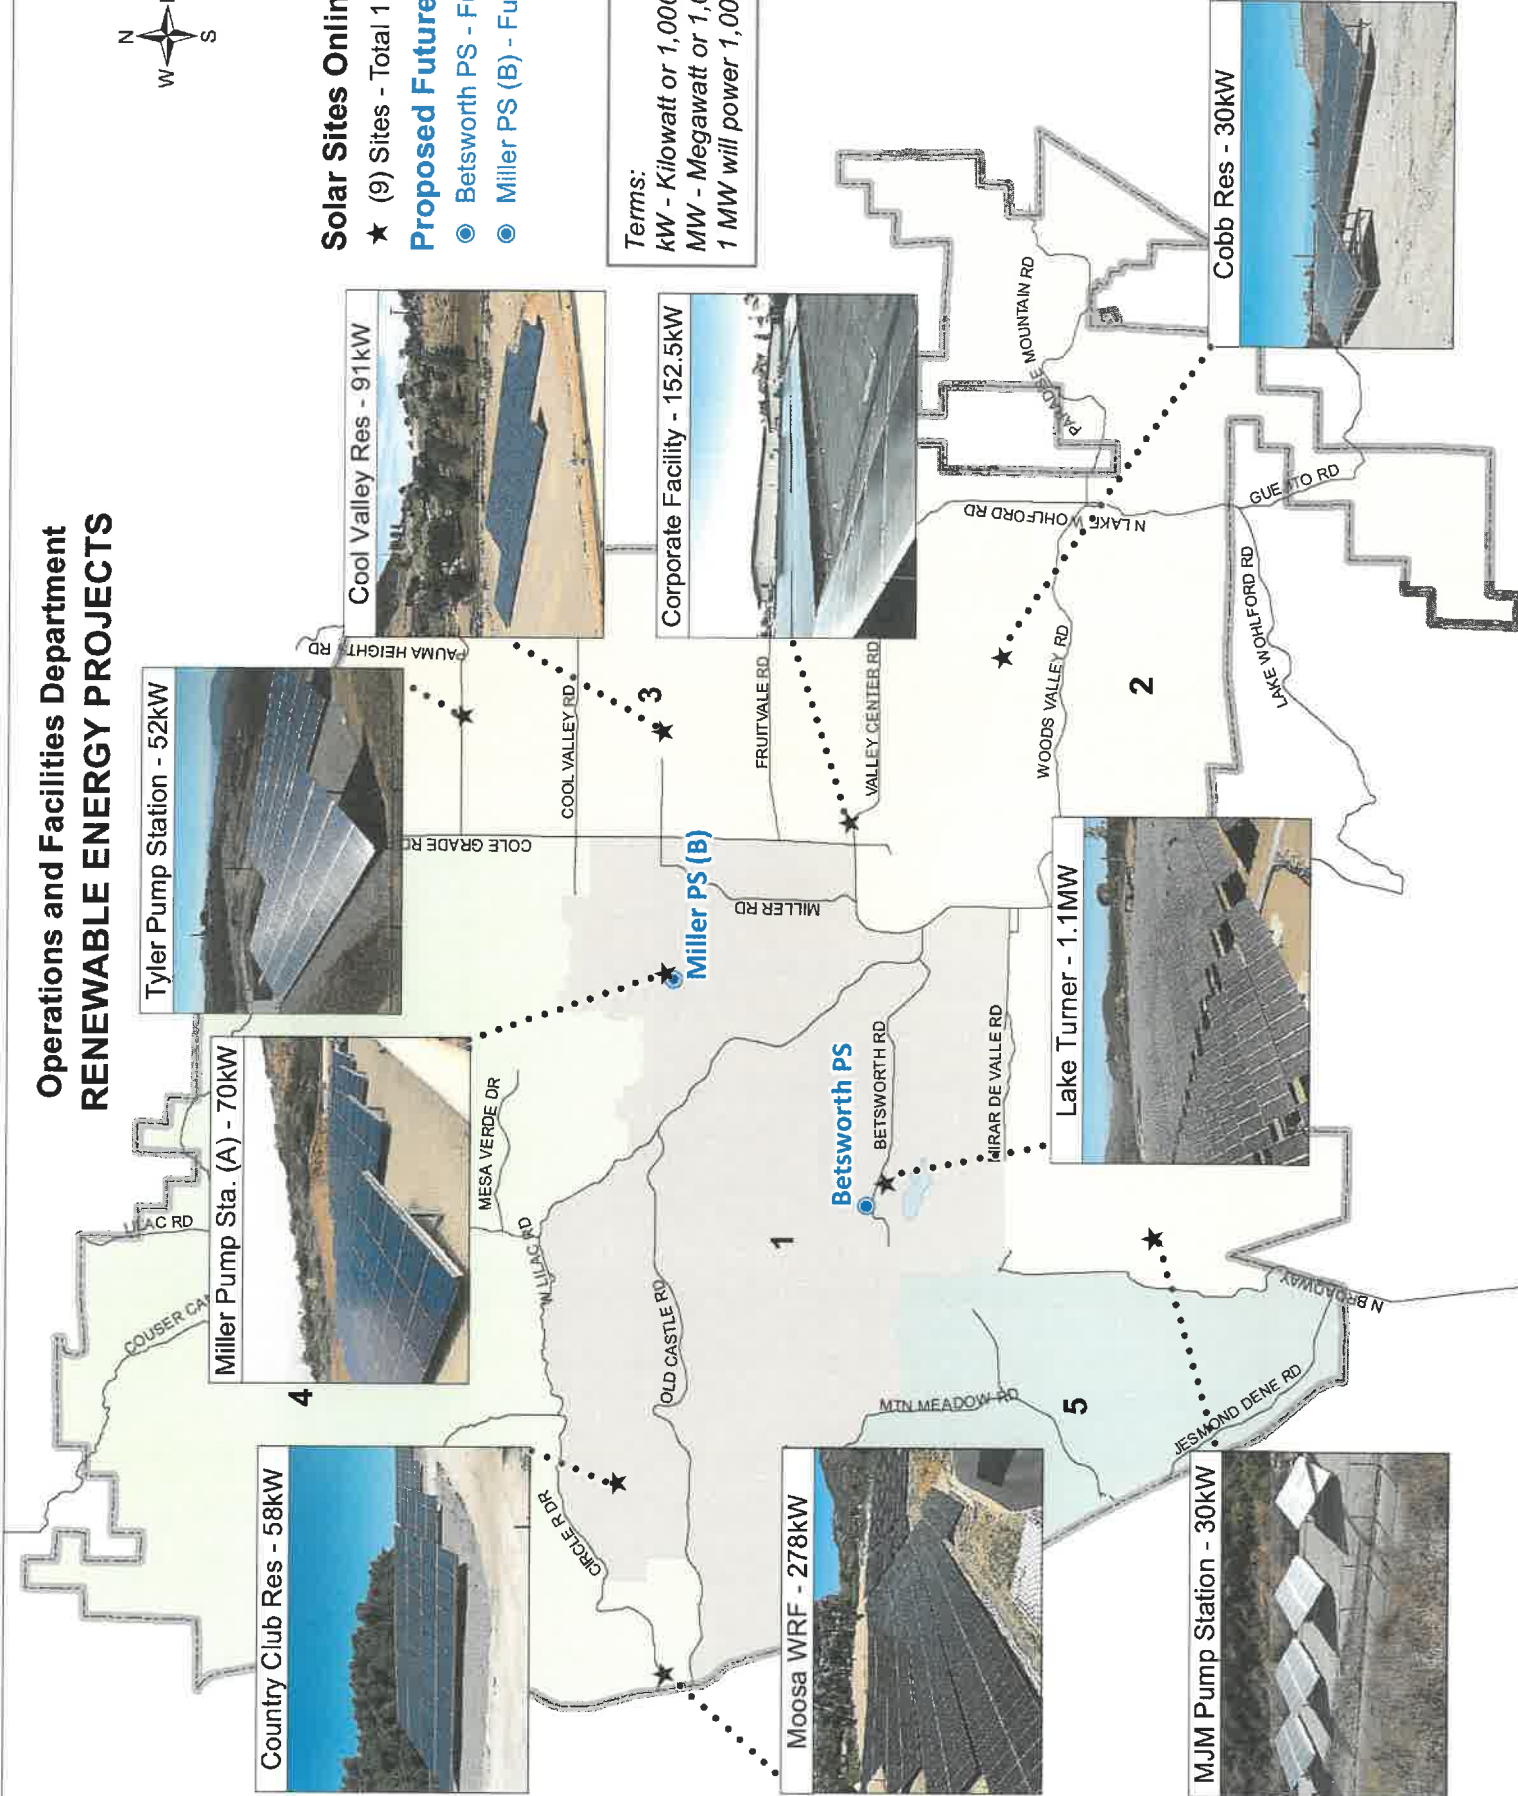 Operations and Facilities Department
RENEWABLE ENERGY PROJECTS
N
W
S
Solar Sites Onlin
★ (9) Sites - Total 1
Proposed Future
Betsworth PS - Fu
Miller PS (B) - Fu
Terms:
kW - Kilowatt or 1,000
MW - Megawatt or 1,0
1 MW will power 1,00
Tyler Pump Station - 52kW
Cool Valley Res - 91kW
Miller Pump Sta. (A) - 70kW
Country Club Res - 58kW
Corporate Facility - 152.5kW
Moosa WRF - 278kW
Lake Turner - 1.1MW
Cobb Res - 30kW
MJM Pump Station - 30kW
Miller PS (B)
Betsworth PS
1
2
3
4
5
LILAC RD
COUSER CAN
MESA VERDE DR
W LILAC RD
OLD CASTLE RD
CIRCLE R DR
PAUMA HEIGHTS RD
COLE GRADE RD
COOL VALLEY RD
FRUITVALE RD
VALLEY CENTER RD
MILLER RD
BETSWORTH RD
MIRAR DE VALLE RD
MTN MEADOW RD
JESMOND DENE RD
N BROADWAY
WOODS VALLEY RD
N LAKE WOHLFORD RD
LAKE WOHLFORD RD
PARADISE MOUNTAIN RD